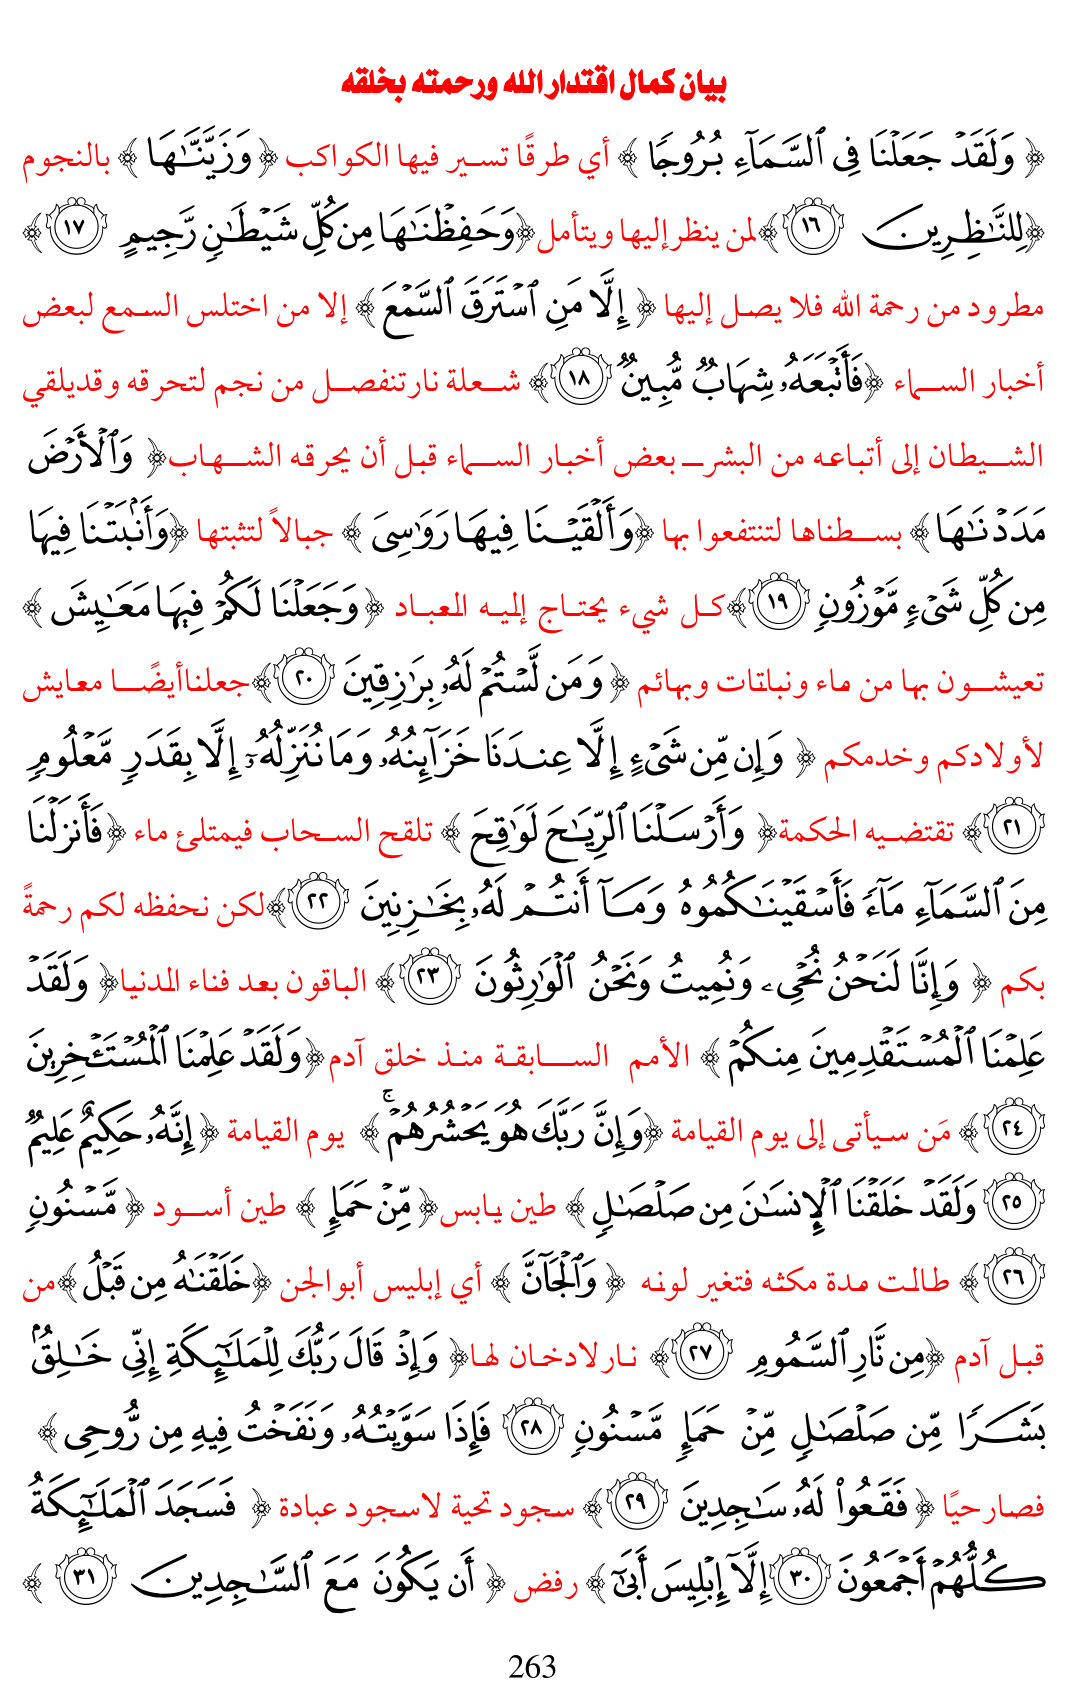 بيان كمال اقتدار الله ورحمته بخلقه
﴿ وَلَقَدْ جَعَلْنَا فِى ٱلسَّمَآءِ بُرُوجًا ﴾ أي طرقًا تسير فيها الكواكب ﴿ وَزَيَّنَّـٰهَا ﴾ بالنجوم
﴿لِلنَّـٰظِرِينَ ١٦﴾لمن ينظر إليها ويتأمل﴿وَحَفِظْنَـٰهَا مِن كُلِّ شَيْطَـٰنٍ رَّجِيمٍ ١٧﴾
مطرود من رحمة الله فلا يصل إليها ﴿ إِلَّا مَنِ ٱسْتَرَقَ ٱلسَّمْعَ ﴾ إلا من اختلس السمع لبعض
أخبار السماء ﴿فَأَتْبَعَهُۥ شِهَابٌ مُّبِينٌ ١٨﴾ شعلة نار تنفصل من نجم لتحرقه وقد يلقي
الشيطان إلى أتباعه من البشر بعض أخبار السماء قبل أن يحرقه الشهاب﴿ وَٱلْأَرْضَ
مَدَدْنَـٰهَا ﴾ بسطناها لتنتفعوا بها ﴿وَأَلْقَيْنَا فِيهَا رَوَٰسِىَ ﴾ جبالاً لتثبتها ﴿وَأَنۢبَتْنَا فِيهَا
مِن كُلِّ شَىْءٍ مَّوْزُونٍ ١٩﴾كل شيء يحتاج إليه العباد ﴿ وَجَعَلْنَا لَكُمْ فِيهَا مَعَـٰيِشَ ﴾
تعيشون بها من ماء ونباتات وبهائم ﴿ وَمَن لَّسْتُمْ لَهُۥ بِرَٰزِقِينَ ٢٠﴾جعلنا أيضًا معايش
لأولادكم وخدمكم ﴿ وَإِن مِّن شَىْءٍ إِلَّا عِندَنَا خَزَآئِنُهُۥ وَمَا نُنَزِّلُهُۥٓ إِلَّا بِقَدَرٍ مَّعْلُومٍ
٢١﴾ تقتضيه الحكمة﴿ وَأَرْسَلْنَا ٱلرِّيَـٰحَ لَوَٰقِحَ ﴾ تلقح السحاب فيمتلئ ماء ﴿فَأَنزَلْنَا
مِنَ ٱلسَّمَآءِ مَآءً فَأَسْقَيْنَـٰكُمُوهُ وَمَآ أَنتُمْ لَهُۥ بِخَـٰزِنِينَ ٢٢﴾لكن نحفظه لكم رحمةً
بكم ﴿ وَإِنَّا لَنَحْنُ نُحْىِۦ وَنُمِيتُ وَنَحْنُ ٱلْوَٰرِثُونَ ٢٣﴾ الباقون بعد فناء الدنيا﴿ وَلَقَدْ
عَلِمْنَا ٱلْمُسْتَقْدِمِينَ مِنكُمْ ﴾ الأمم السابقة منذ خلق آدم﴿وَلَقَدْ عَلِمْنَا ٱلْمُسْتَـْٔخِرِينَ
٢٤﴾ مَن سيأتى إلى يوم القيامة ﴿وَإِنَّ رَبَّكَ هُوَ يَحْشُرُهُمْ ۚ﴾ يوم القيامة ﴿ إِنَّهُۥ حَكِيمٌ عَلِيمٌ
٢٥ وَلَقَدْ خَلَقْنَا ٱلْإِنسَـٰنَ مِن صَلْصَـٰلٍ ﴾ طين يابس﴿ مِّنْ حَمَإٍ ﴾ طين أسود ﴿ مَّسْنُونٍ
٢٦﴾ طالت مدة مكثه فتغير لونه ﴿ وَٱلْجَآنَّ ﴾ أي إبليس أبو الجن ﴿خَلَقْنَـٰهُ مِن قَبْلُ ﴾من
قبل آدم ﴿مِن نَّارِ ٱلسَّمُومِ ٢٧﴾ نار لا دخان لها﴿ وَإِذْ قَالَ رَبُّكَ لِلْمَلَـٰٓئِكَةِ إِنِّى خَـٰلِقٌۢ
بَشَرًا مِّن صَلْصَـٰلٍ مِّنْ حَمَإٍ مَّسْنُونٍ ٢٨ فَإِذَا سَوَّيْتُهُۥ وَنَفَخْتُ فِيهِ مِن رُّوحِى ﴾
فصار حيًا ﴿ فَقَعُوا۟ لَهُۥ سَـٰجِدِينَ ٢٩﴾ سجود تحية لا سجود عبادة ﴿ فَسَجَدَ ٱلْمَلَـٰٓئِكَةُ
كُلُّهُمْ أَجْمَعُونَ ٣٠ إِلَّآ إِبْلِيسَ أَبَىٰٓ ﴾ رفض ﴿ أَن يَكُونَ مَعَ ٱلسَّـٰجِدِينَ ٣١ ﴾
263